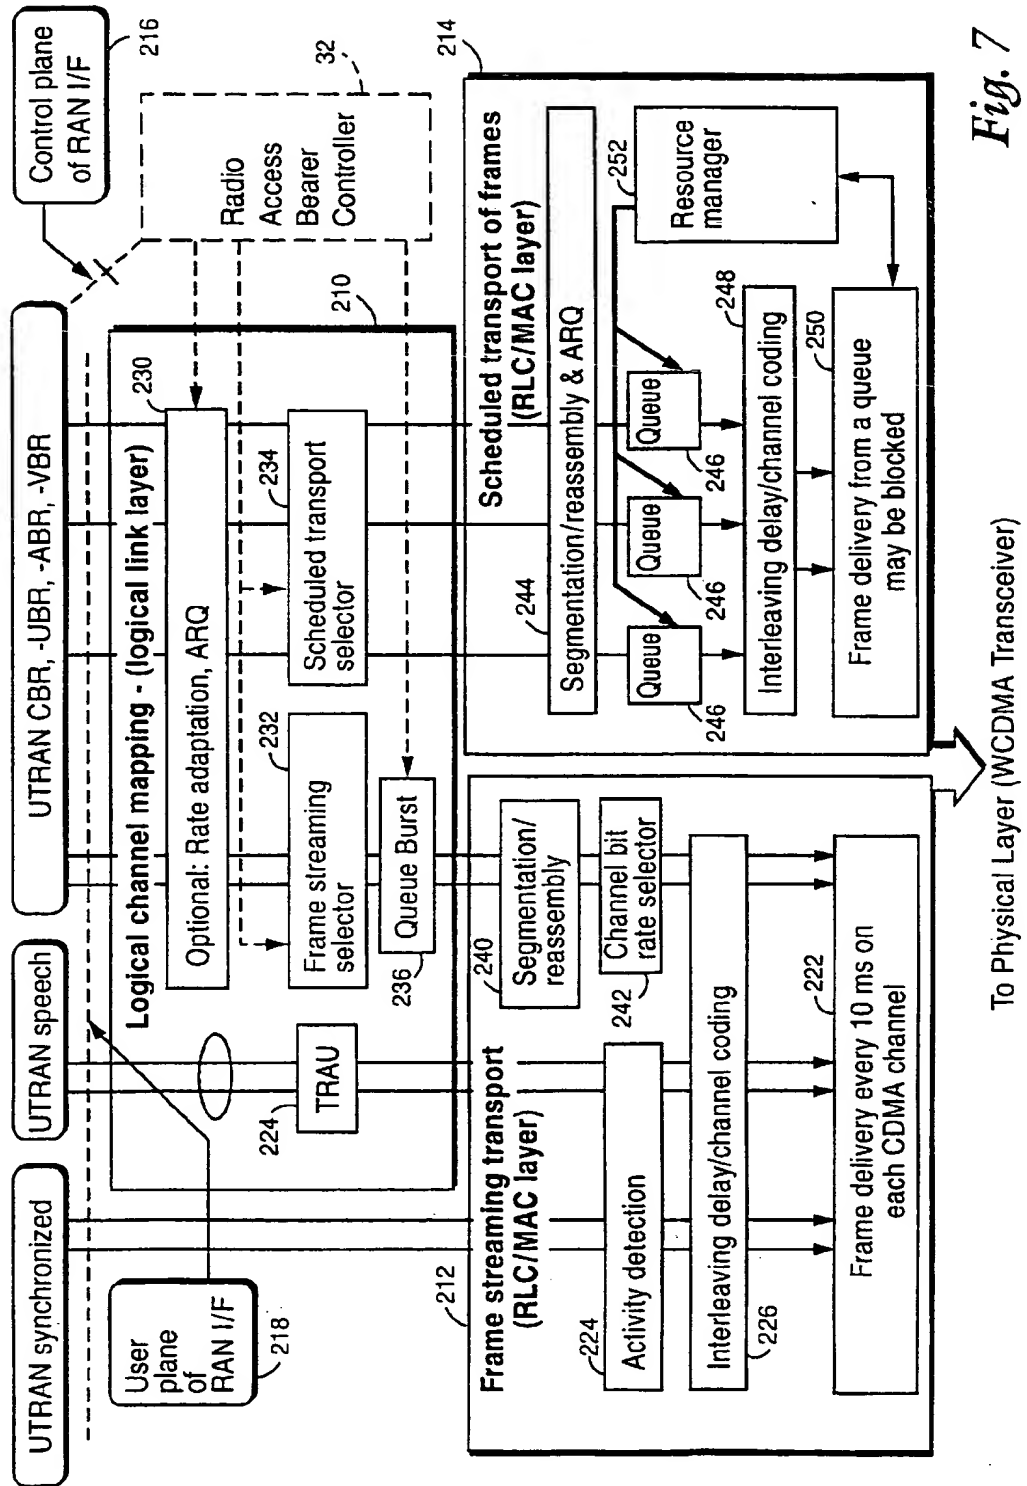 Control plane
of RAN I/F
216
UTRAN synchronized
UTRAN speech
UTRAN CBR, -UBR, -ABR, -VBR
User
plane
of
RAN I/F
218
Radio
Access
Bearer
Controller
32
Logical channel mapping - (logical link layer)
210
230
Optional: Rate adaptation, ARQ
224
TRAU
232
Frame streaming
selector
234
Scheduled transport
selector
236
Queue Burst
212
Frame streaming transport
(RLC/MAC layer)
240
Segmentation/
reassembly
242
Channel bit
rate selector
224
Activity detection
Interleaving delay/channel coding
226
222
Frame delivery every 10 ms on
each CDMA channel
214
Scheduled transport of frames
(RLC/MAC layer)
244
Segmentation/reassembly & ARQ
252
Resource
manager
Queue
246
Queue
246
Queue
246
248
Interleaving delay/channel coding
250
Frame delivery from a queue
may be blocked
To Physical Layer (WCDMA Transceiver)
Fig. 7